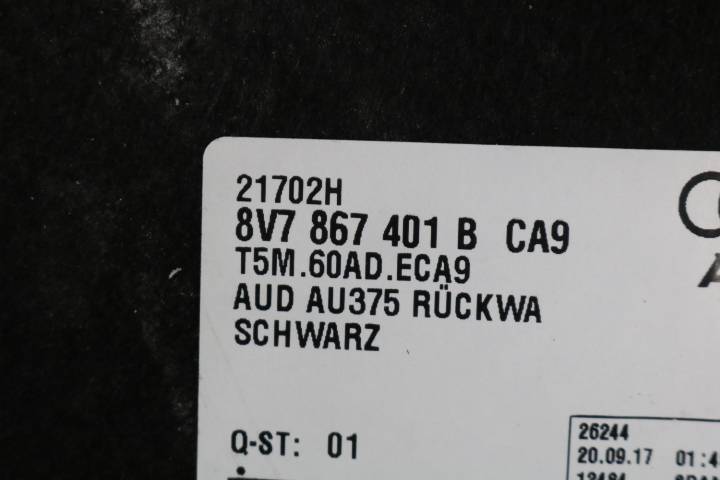 21702H
8V7 867 401 B CA9
T5M.60AD.ECA9
AUD AU375 RÜCKWA
SCHWARZ
Q-ST: 01
26244
20.09.17 01:4